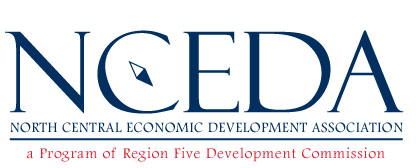 NCEDA
NORTH CENTRAL ECONOMIC DEVELOPMENT ASSOCIATION
a Program of Region Five Development Commission